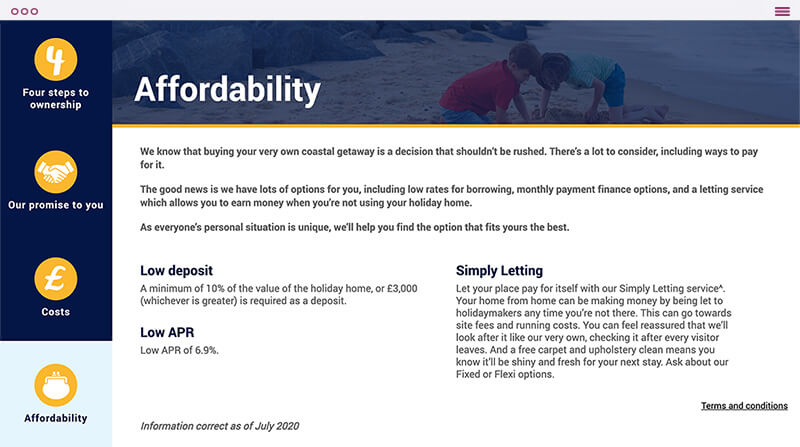 4
Four steps to
ownership
Our promise to you
£
Costs
Affordability
Affordability
We know that buying your very own coastal getaway is a decision that shouldn't be rushed. There's a lot to consider, including ways to pay
for it.
The good news is we have lots of options for you, including low rates for borrowing, monthly payment finance options, and a letting service
which allows you to earn money when you're not using your holiday home.
As everyone's personal situation is unique, we'll help you find the option that fits yours the best.
Low deposit
A minimum of 10% of the value of the holiday home, or £3,000
(whichever is greater) is required as a deposit.
Low APR
Low APR of 6.9%.
Simply Letting
Let your place pay for itself with our Simply Letting service^.
Your home from home can be making money by being let to
holidaymakers any time you're not there. This can go towards
site fees and running costs. You can feel reassured that we'll
look after it like our very own, checking it after every visitor
leaves. And a free carpet and upholstery clean means you
know it'll be shiny and fresh for your next stay. Ask about our
Fixed or Flexi options.
Terms and conditions
Information correct as of July 2020